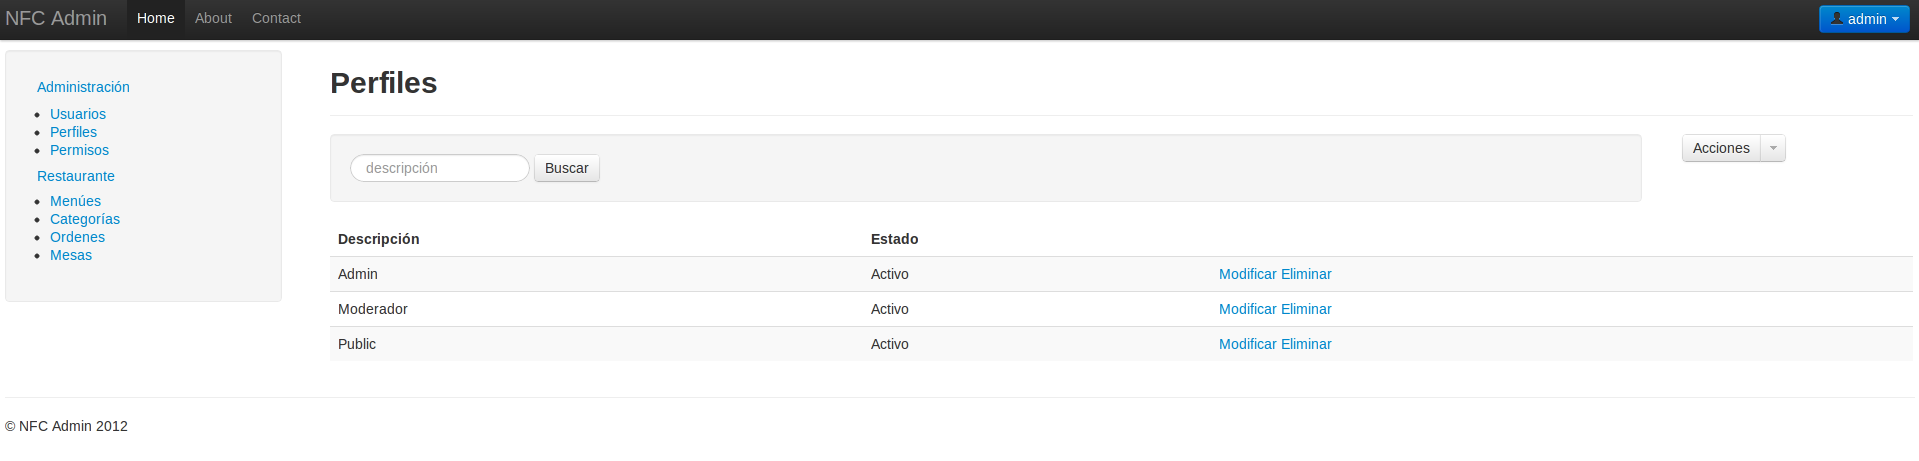 NFC Admin Home About Contact admin
Administración
Usuarios
Perfiles
Permisos
Restaurante
Menúes
Categorías
Ordenes
Mesas
Perfiles
descripción Buscar
Acciones
Descripción Estado
Admin Activo Modificar Eliminar
Moderador Activo Modificar Eliminar
Public Activo Modificar Eliminar
© NFC Admin 2012